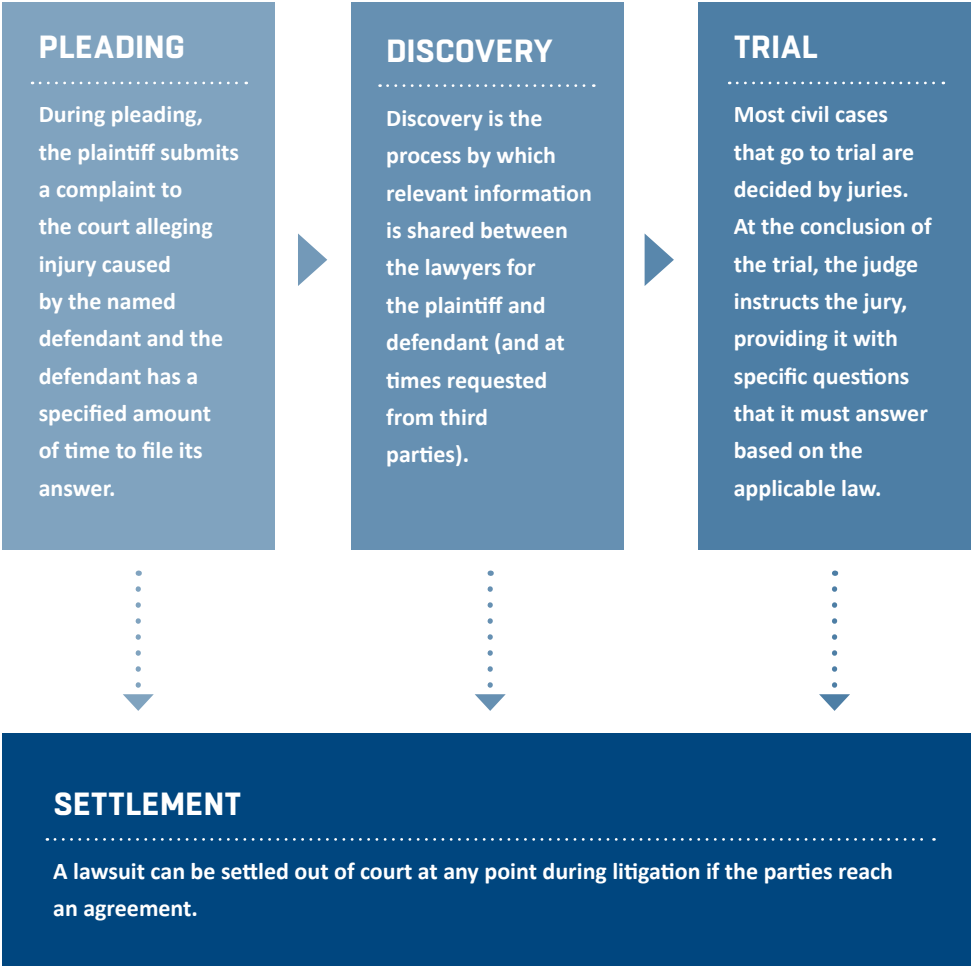 PLEADING
During pleading,
the plaintiff submits
a complaint to
the court alleging
injury caused
by the named
defendant and the
defendant has a
specified amount
of time to file its
answer.
DISCOVERY
Discovery is the
process by which
relevant information
is shared between
the lawyers for
the plaintiff and
defendant (and at
times requested
from third
parties).
TRIAL
Most civil cases
that go to trial are
decided by juries.
At the conclusion of
the trial, the judge
instructs the jury,
providing it with
specific questions
that it must answer
based on the
applicable law.
SETTLEMENT
A lawsuit can be settled out of court at any point during litigation if the parties reach
an agreement.